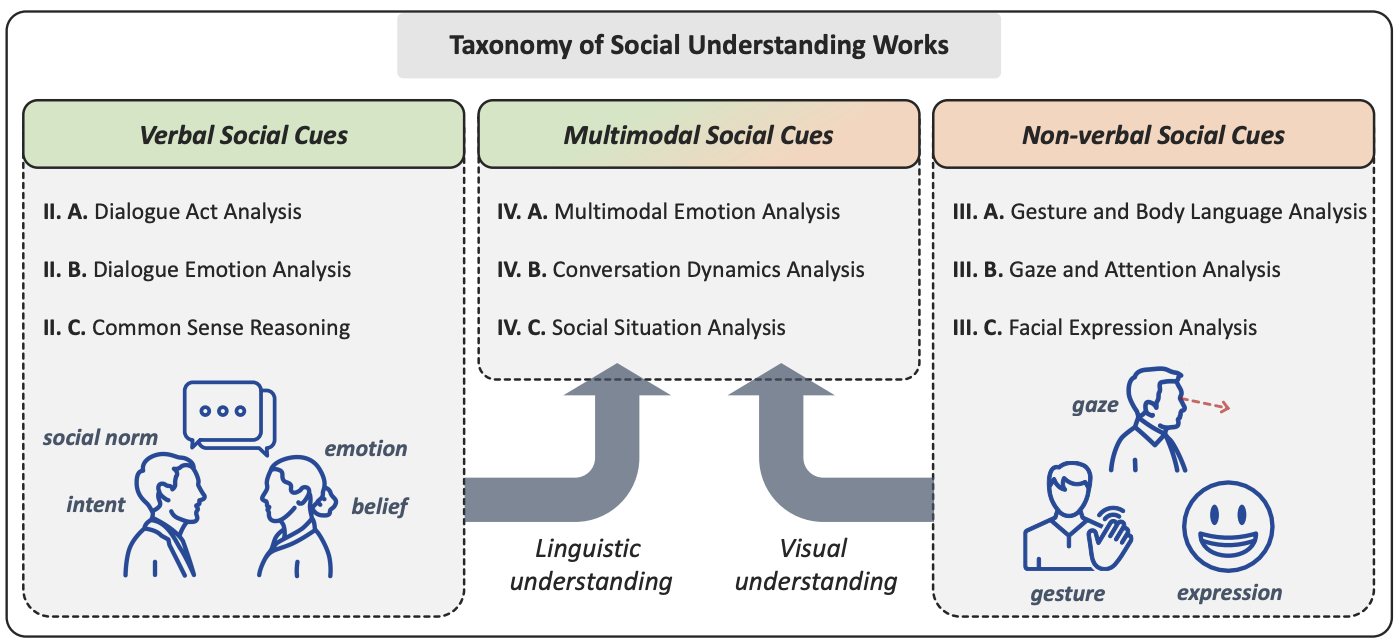 Taxonomy of Social Understanding Works
Verbal Social Cues
II. A. Dialogue Act Analysis
II. B. Dialogue Emotion Analysis
II. C. Common Sense Reasoning
social norm
emotion
intent
belief
Multimodal Social Cues
IV. A. Multimodal Emotion Analysis
IV. B. Conversation Dynamics Analysis
IV. C. Social Situation Analysis
Linguistic
understanding
Visual
understanding
Non-verbal Social Cues
III. A. Gesture and Body Language Analysis
III. B. Gaze and Attention Analysis
III. C. Facial Expression Analysis
gaze
gesture
expression